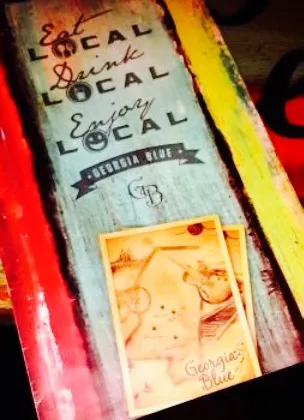 Eat
LOCAL
Drink
LOCAL
Enjoy
LOCAL
GEORGIA BLUE
GB
Georgia
Blue